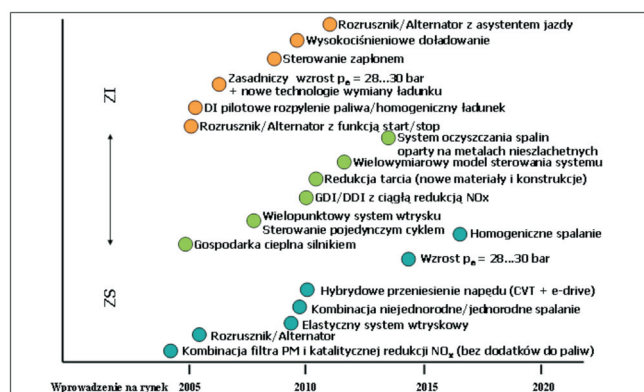 Rozrusznik/Alternator z asystentem jazdy
Wysokociśnieniowe doładowanie
Sterowanie zapłonem
Zasadniczy wzrost pe = 28...30 bar
+ nowe technologie wymiany ładunku
DI pilotowe rozpylenie paliwa/homogeniczny ładunek
Rozrusznik/Alternator z funkcją start/stop
ZI
System oczyszczania spalin
oparty na metalach nieszlachetnych
Wielowymiarowy model sterowania systemu
Redukcja tarcia (nowe materiały i konstrukcje)
GDI/DDI z ciągłą redukcją NOx
Wielopunktowy system wtrysku
Sterowanie pojedynczym cyklem
Gospodarka cieplna silnikiem
Homogeniczne spalanie
Wzrost pe = 28...30 bar
ZS
Hybrydowe przeniesienie napędu (CVT + e-drive)
Kombinacja niejednorodne/jednorodne spalanie
Elastyczny system wtryskowy
Rozrusznik/Alternator
Kombinacja filtra PM i katalitycznej redukcji NOx (bez dodatków do paliw)
Wprowadzenie na rynek 2005 2010 2015 2020